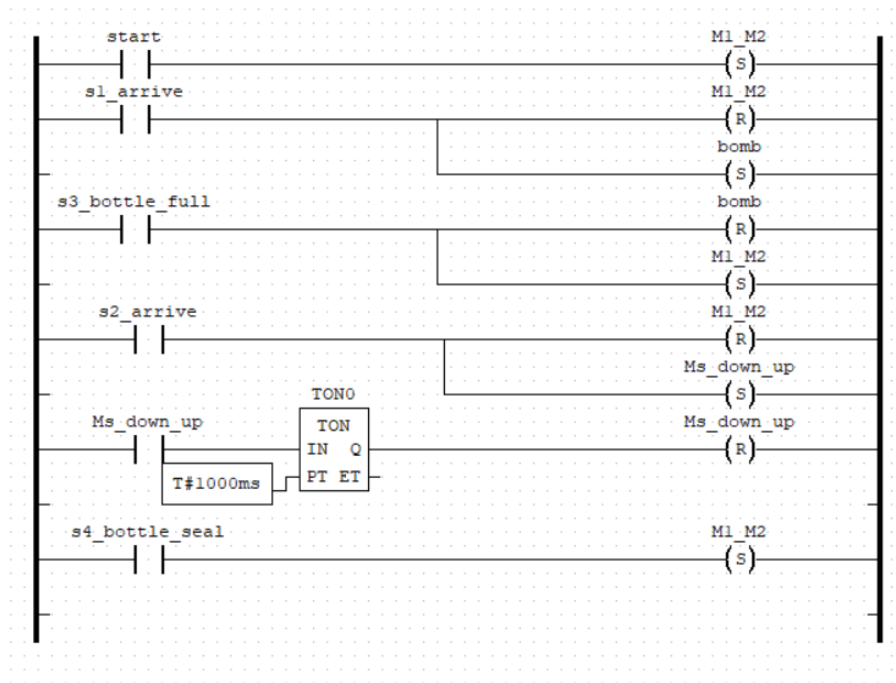 start M1_M2
S
s1_arrive M1_M2
R
bomb
S
s3_bottle_full bomb
R
M1_M2
S
s2_arrive M1_M2
R
Ms_down_up
S
TON0
Ms_down_up TON Ms_down_up
IN Q R
T#1000ms PT ET
s4_bottle_seal M1_M2
S